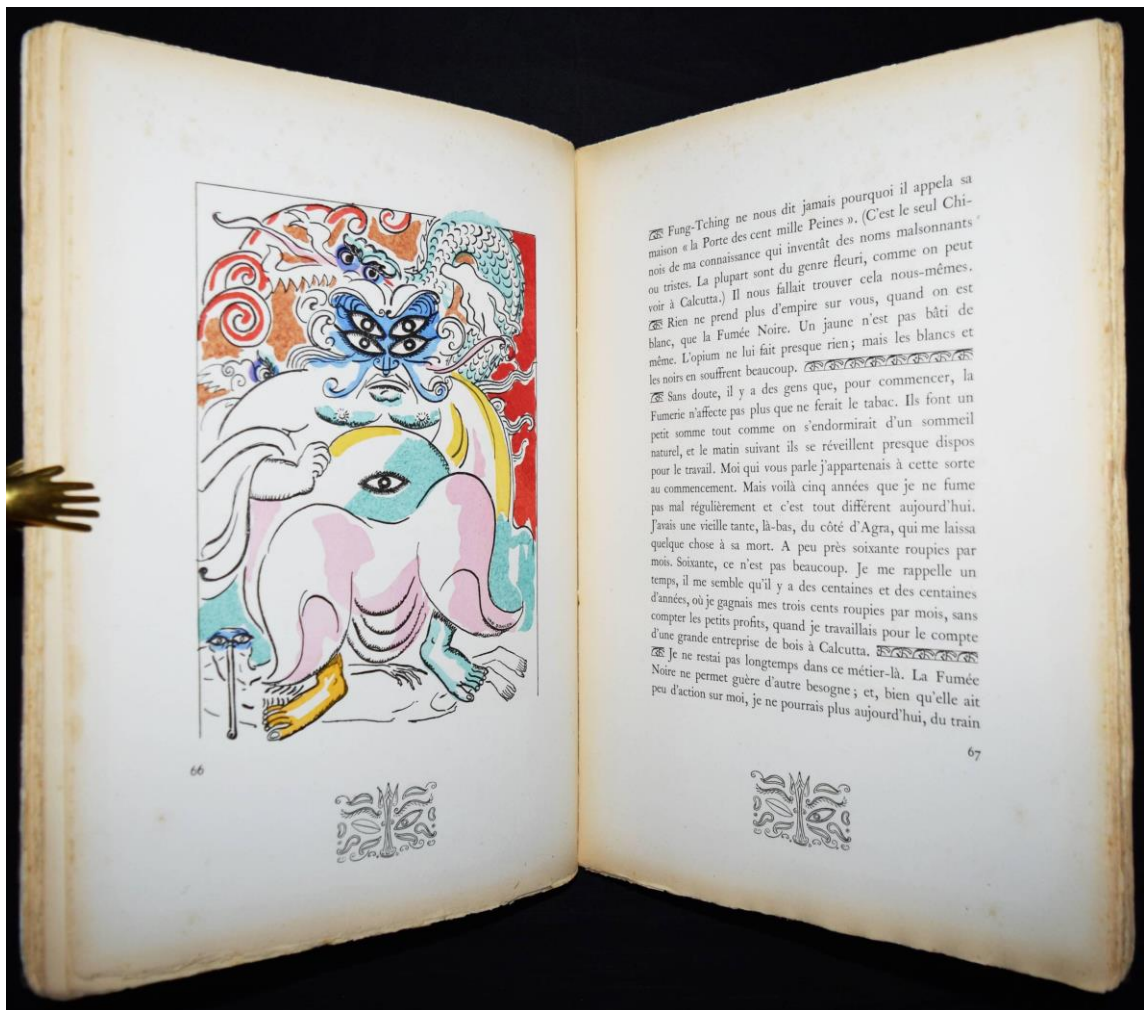 66
Fung-Tching ne nous dit jamais pourquoi il appela sa
maison « la Porte des cent mille Peines ». (C'est le seul Chi-
nois de ma connaissance qui inventât des noms malsonnants
ou tristes. La plupart sont du genre fleuri, comme on peut
voir à Calcutta.) Il nous fallait trouver cela nous-mêmes.
Rien ne prend plus d'empire sur vous, quand on est
blanc, que la Fumée Noire. Un jaune n'est pas bâti de
même. L'opium ne lui fait presque rien; mais les blancs et
les noirs en souffrent beaucoup.
Sans doute, il y a des gens que, pour commencer, la
Fumerie n'affecte pas plus que ne ferait le tabac. Ils font un
petit somme tout comme on s'endormirait d'un sommeil
naturel, et le matin suivant ils se réveillent presque dispos
pour le travail. Moi qui vous parle j'appartenais à cette sorte
au commencement. Mais voilà cinq années que je ne fume
pas mal régulièrement et c'est tout différent aujourd'hui.
J'avais une vieille tante, là-bas, du côté d'Agra, qui me laissa
quelque chose à sa mort. A peu près soixante roupies par
mois. Soixante, ce n'est pas beaucoup. Je me rappelle un
temps, il me semble qu'il y a des centaines et des centaines
d'années, où je gagnais mes trois cents roupies par mois, sans
compter les petits profits, quand je travaillais pour le compte
d'une grande entreprise de bois à Calcutta.
Je ne restai pas longtemps dans ce métier-là. La Fumée
Noire ne permet guère d'autre besogne; et, bien qu'elle ait
peu d'action sur moi, je ne pourrais plus aujourd'hui, du train
67